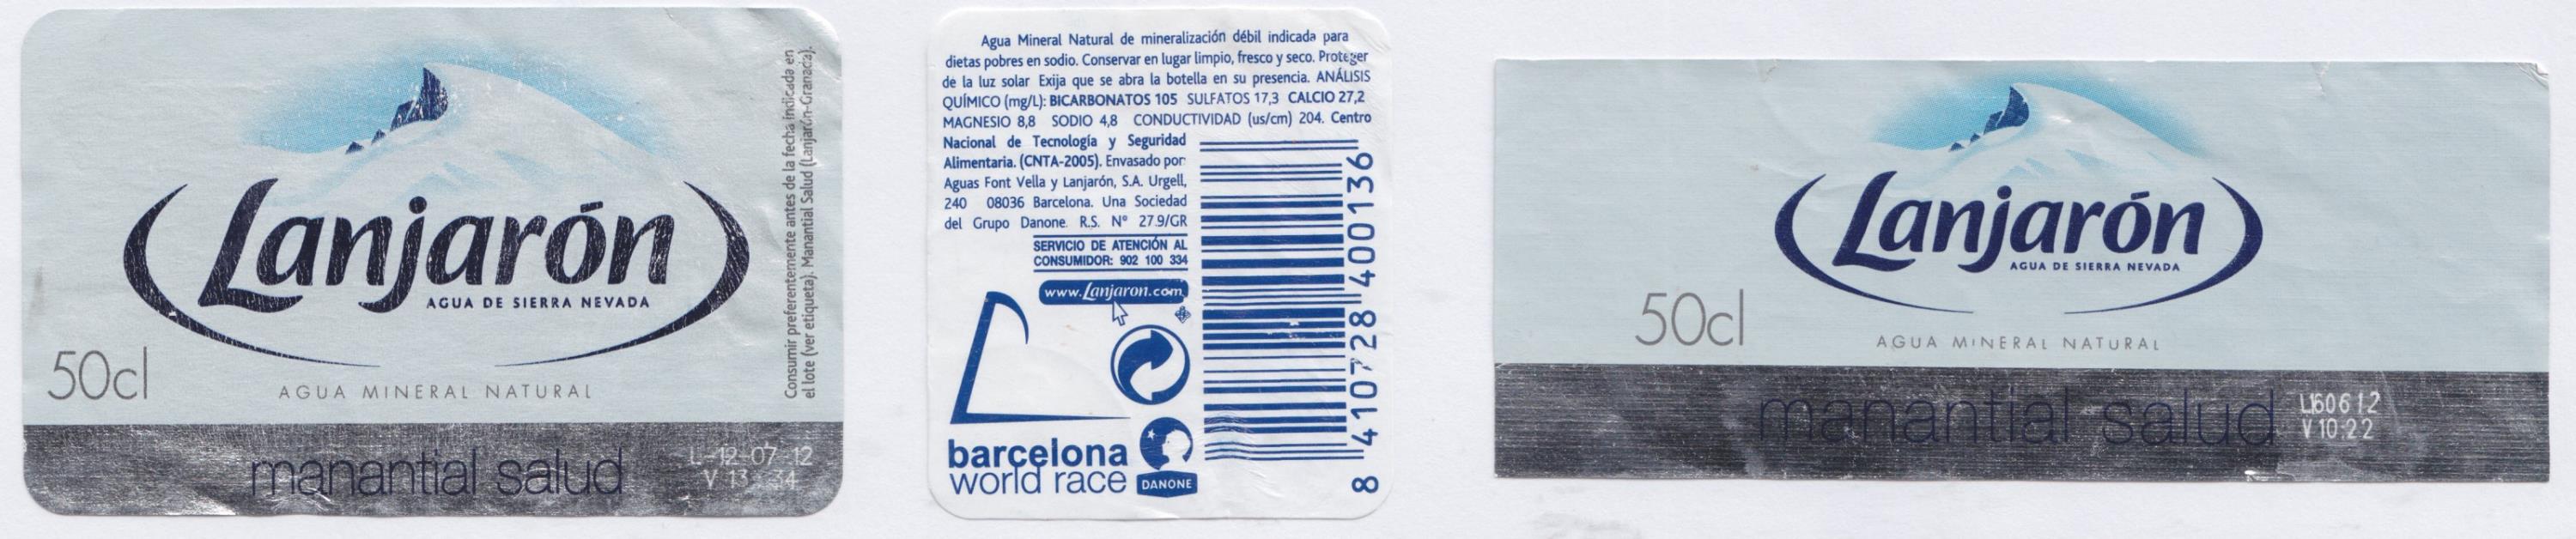 Lanjarón
AGUA DE SIERRA NEVADA
50cl
AGUA MINERAL NATURAL
manantial salud
L-12-07-12
V 13 34
Consumir preferentemente antes de la fecha indicada en
el lote (ver etiqueta). Manantial Salud (Lanjarón-Granada).
Agua Mineral Natural de mineralización débil indicada para
dietas pobres en sodio. Conservar en lugar limpio, fresco y seco. Proteger
de la luz solar Exija que se abra la botella en su presencia. ANÁLISIS
QUÍMICO (mg/L): BICARBONATOS 105 SULFATOS 17,3 CALCIO 27,2
MAGNESIO 8,8 SODIO 4,8 CONDUCTIVIDAD (us/cm) 204. Centro
Nacional de Tecnología y Seguridad
Alimentaria. (CNTA-2005). Envasado por:
Aguas Font Vella y Lanjarón, S.A. Urgell,
240 08036 Barcelona. Una Sociedad
del Grupo Danone. R.S. Nº 27.9/GR
SERVICIO DE ATENCIÓN AL
CONSUMIDOR: 902 100 334
www.Lanjaron.com
barcelona
world race
DANONE
8 410728 400136
Lanjarón
AGUA DE SIERRA NEVADA
50cl
AGUA MINERAL NATURAL
manantial salud
L160612
V 10:22